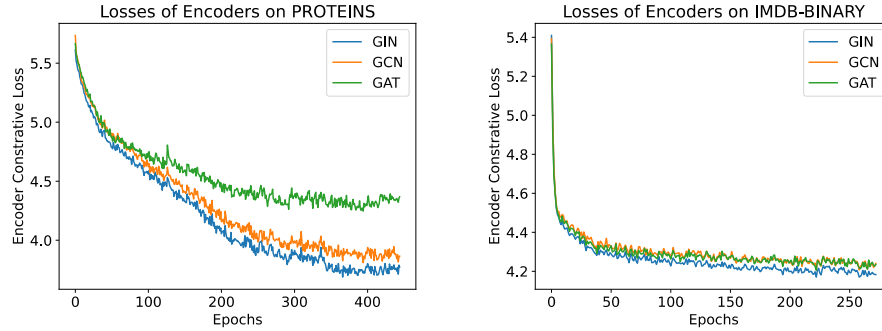 Losses of Encoders on PROTEINS
Encoder Constrative Loss
5.5
5.0
4.5
4.0
GIN
GCN
GAT
0 100 200 300 400
Epochs
Losses of Encoders on IMDB-BINARY
Encoder Constrative Loss
5.4
5.2
5.0
4.8
4.6
4.4
4.2
GIN
GCN
GAT
0 50 100 150 200 250
Epochs